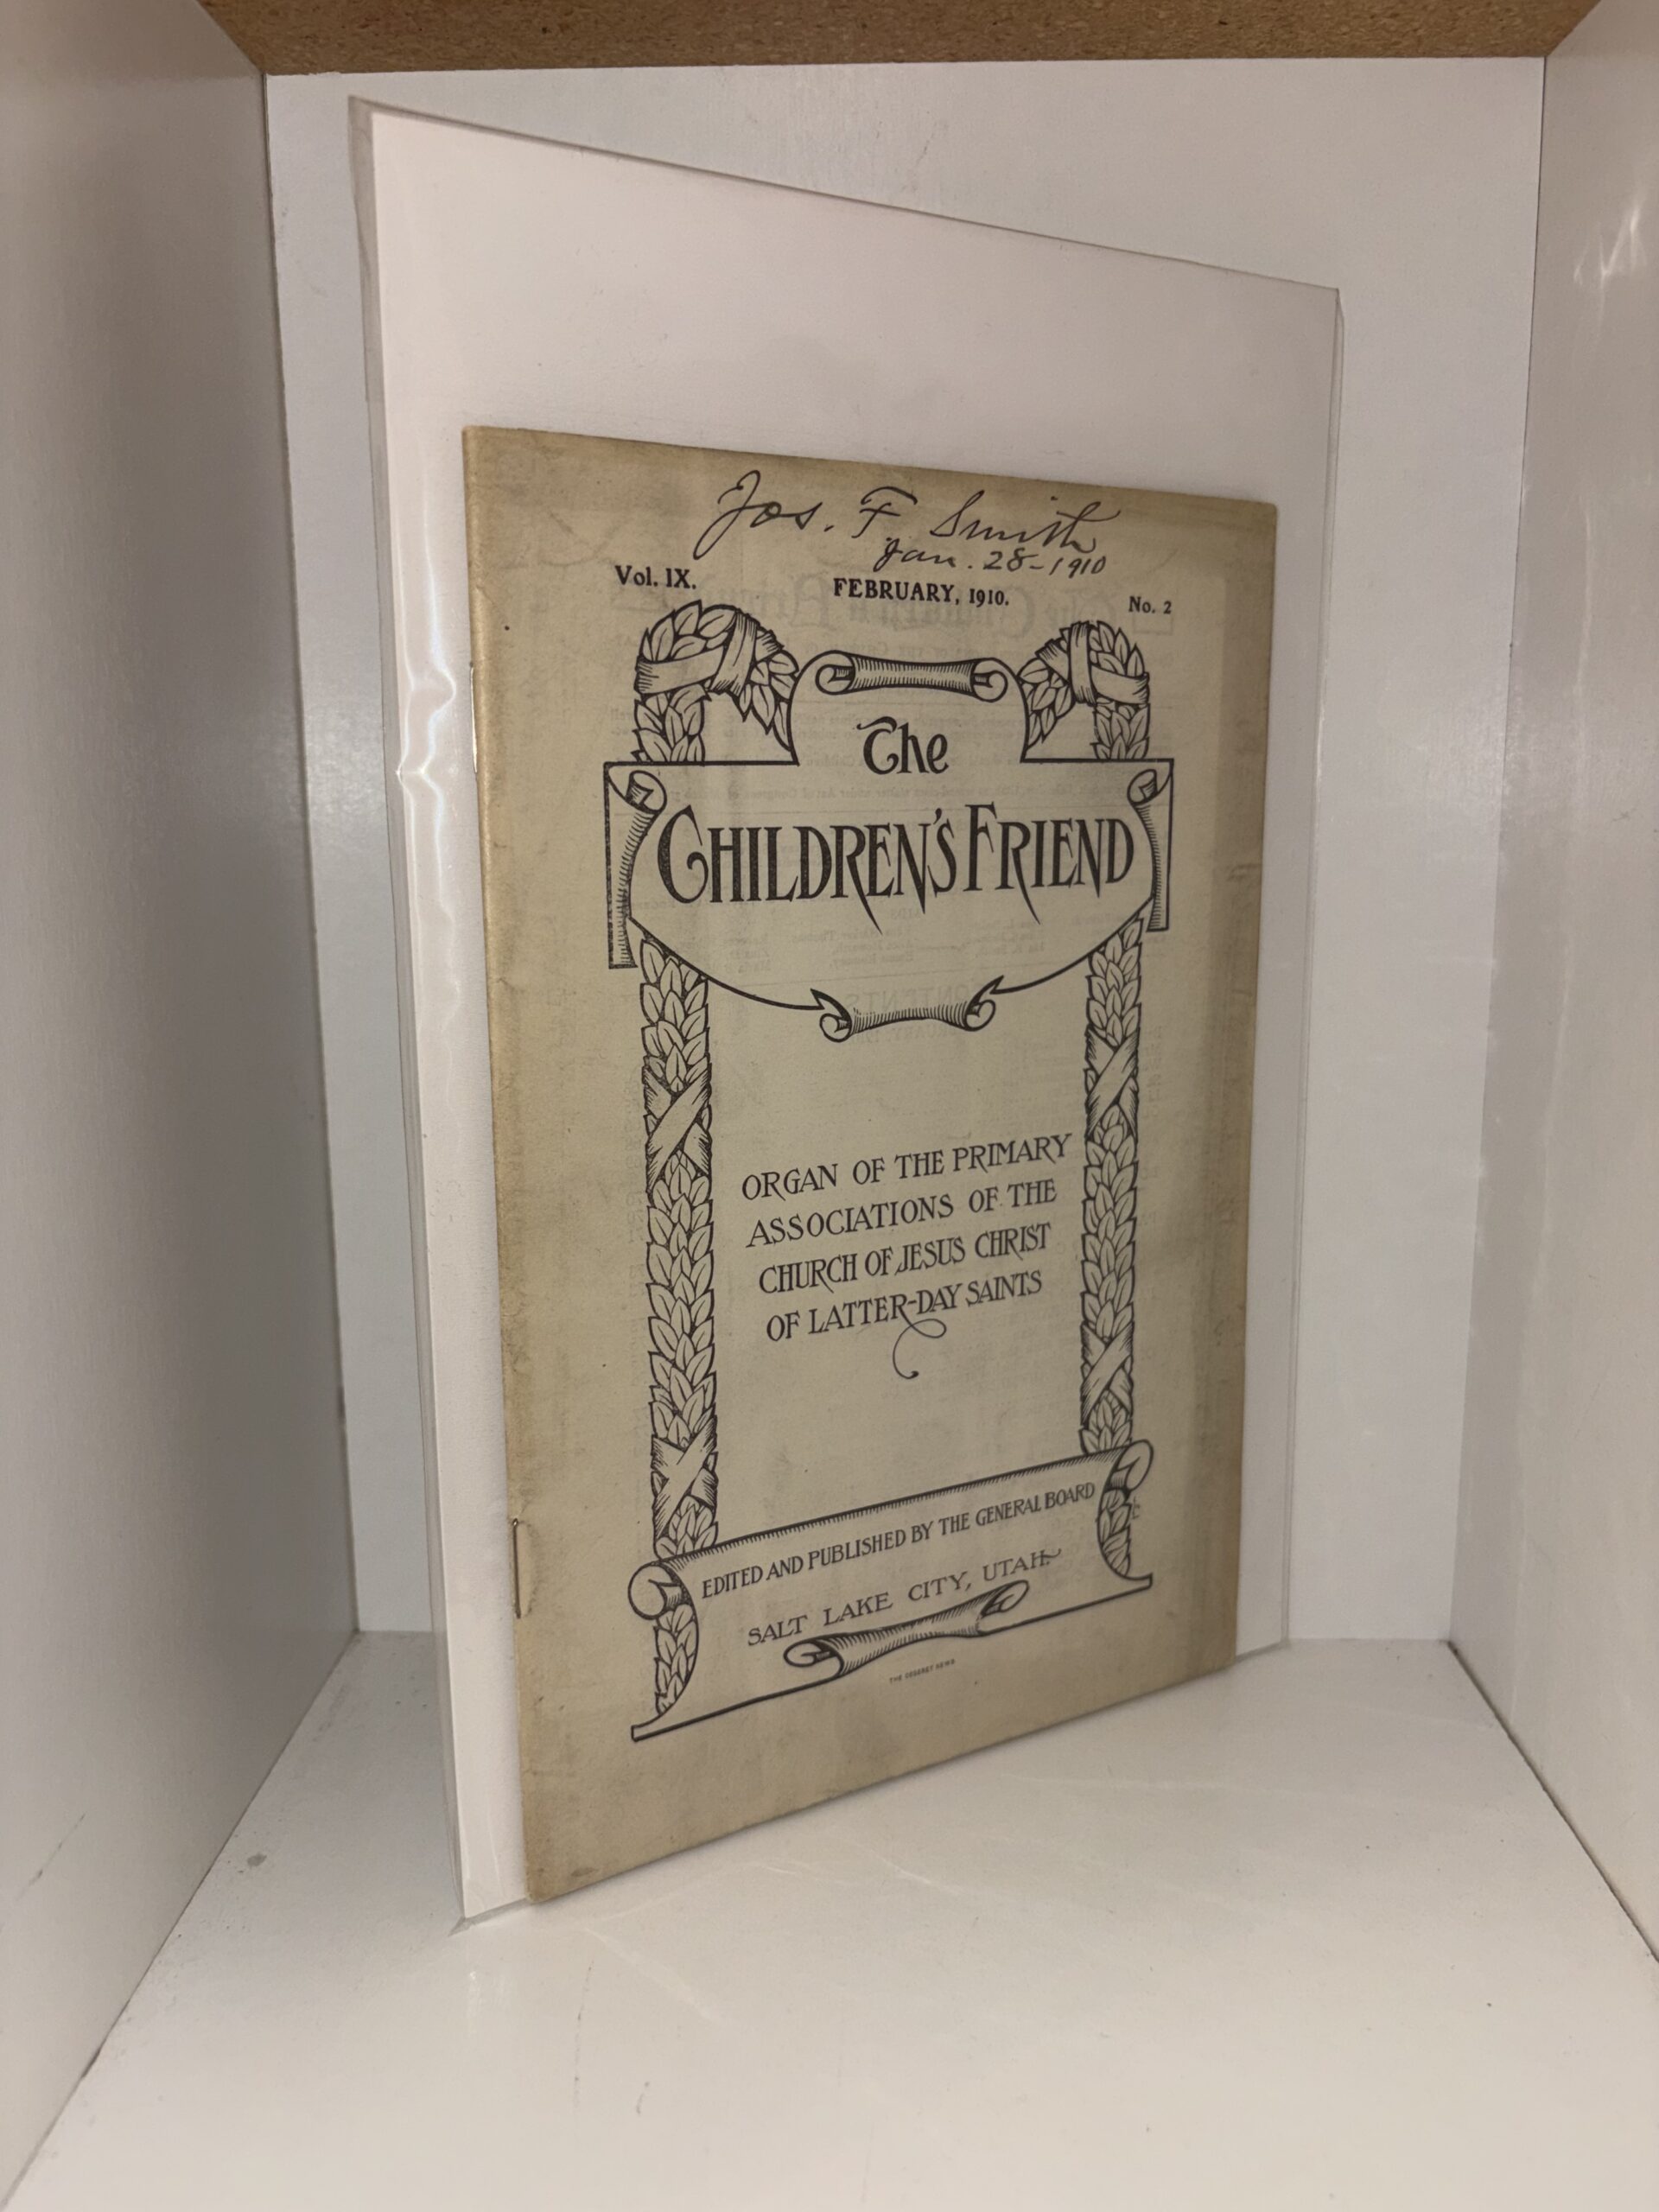 Jos. F. Smith
Jan. 28-1910
Vol. IX.
FEBRUARY, 1910.
No. 2
The
CHILDREN'S FRIEND
ORGAN OF THE PRIMARY
ASSOCIATIONS OF THE
CHURCH OF JESUS CHRIST
OF LATTER-DAY SAINTS
EDITED AND PUBLISHED BY THE GENERAL BOARD
SALT LAKE CITY, UTAH.
THE DESERET NEWS